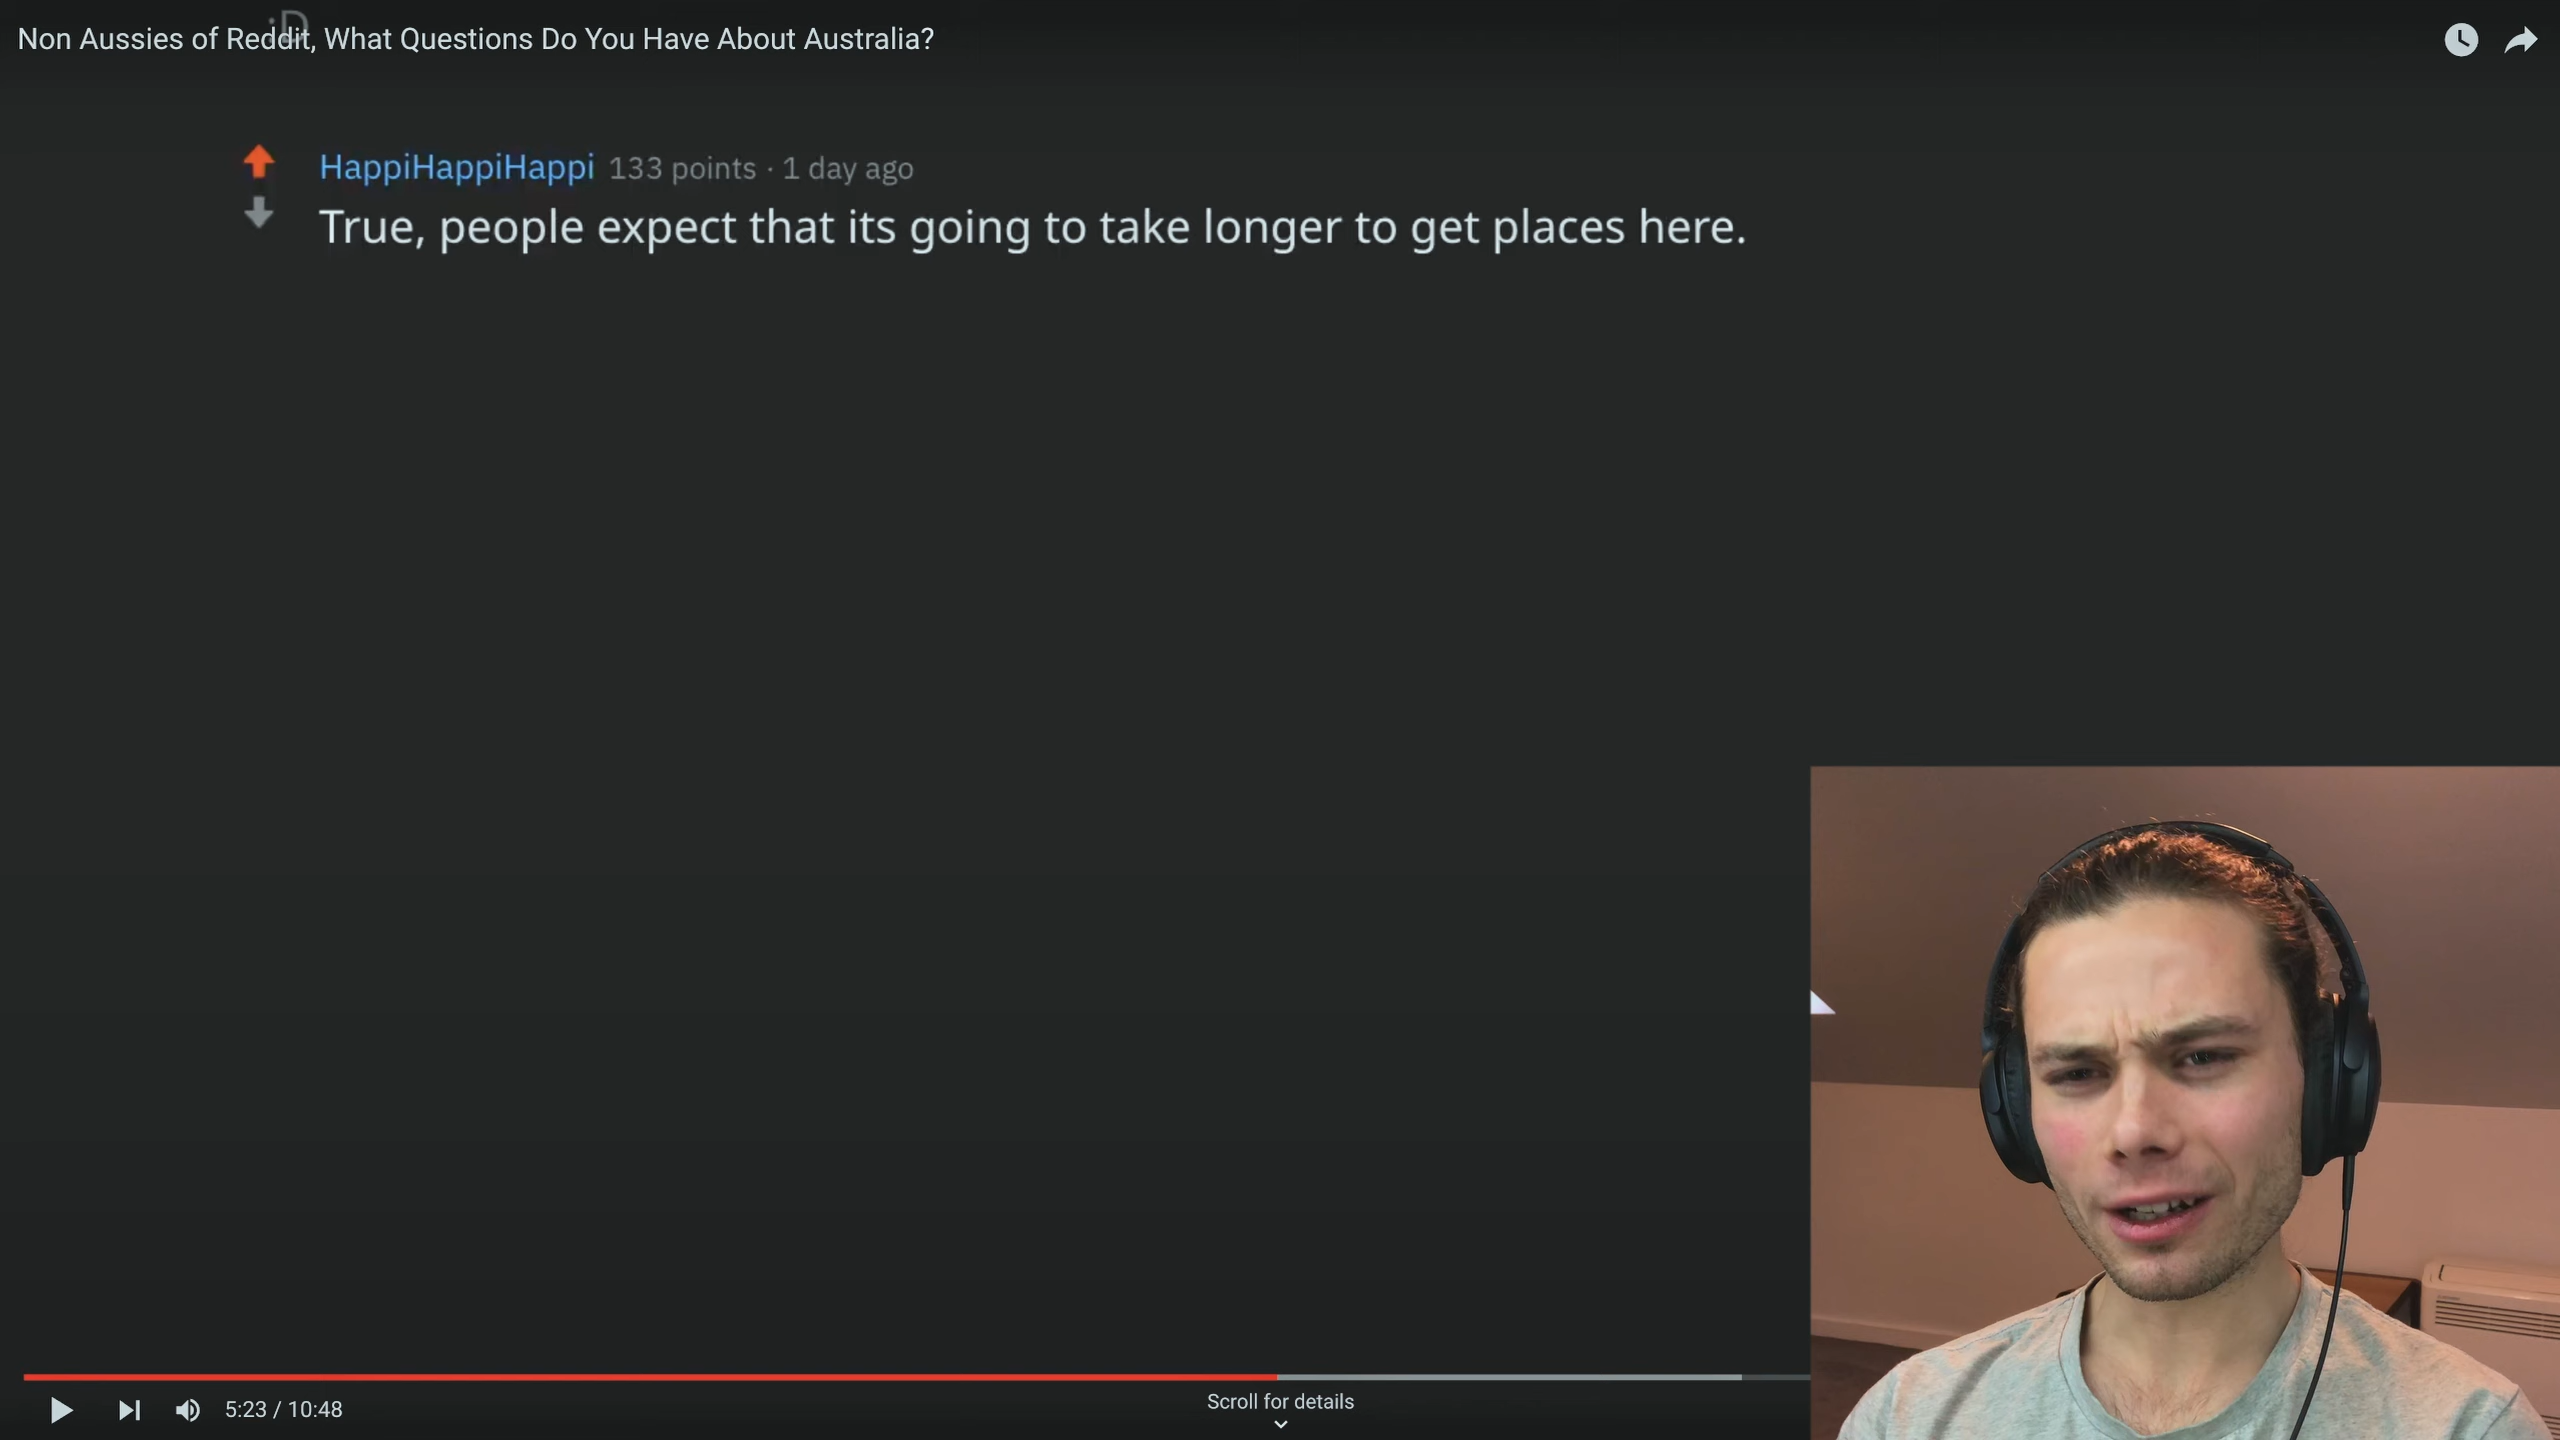 :D
Non Aussies of Reddit, What Questions Do You Have About Australia?
HappiHappiHappi 133 points · 1 day ago
True, people expect that its going to take longer to get places here.
Scroll for details
5:23 / 10:48